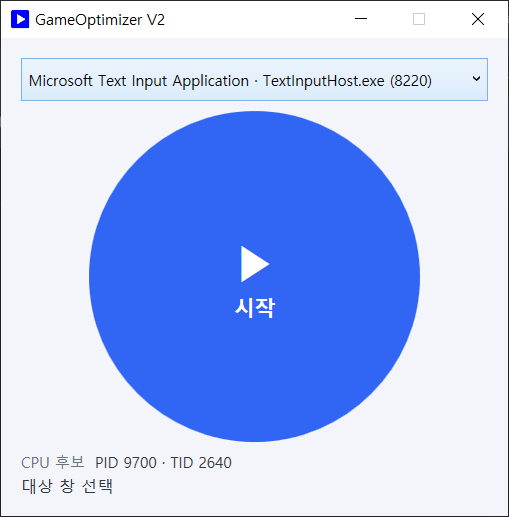 GameOptimizer V2
Microsoft Text Input Application · TextInputHost.exe (8220)
시작
CPU 후보 PID 9700 · TID 2640
대상 창 선택